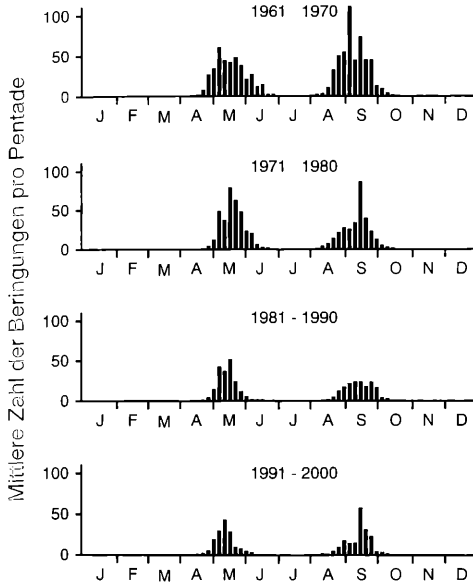 Mittlere Zahl der Beringungen pro Pentade
1961 1970
100
50
0
J F M A M J J A S O N D
1971 1980
100
50
0
J F M A M J J A S O N D
1981 - 1990
100
50
0
J F M A M J J A S O N D
1991 - 2000
100
50
0
J F M A M J J A S O N D